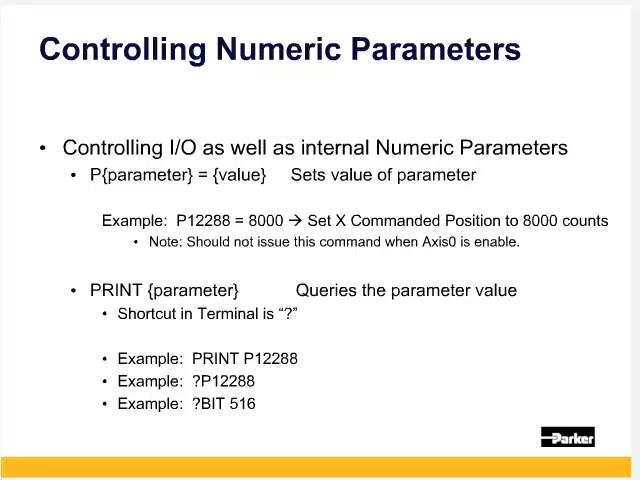 Controlling Numeric Parameters
• Controlling I/O as well as internal Numeric Parameters
• P{parameter} = {value} Sets value of parameter
Example: P12288 = 8000 → Set X Commanded Position to 8000 counts
• Note: Should not issue this command when Axis0 is enable.
• PRINT {parameter} Queries the parameter value
• Shortcut in Terminal is “?”
• Example: PRINT P12288
• Example: ?P12288
• Example: ?BIT 516
Parker